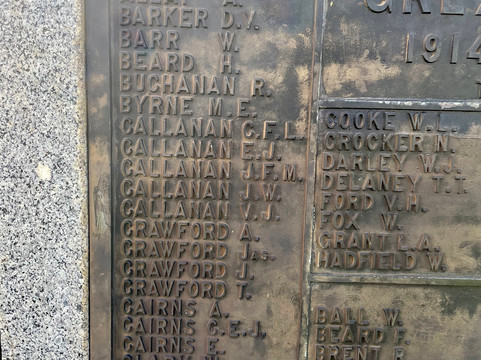 BARKER D.V.
BARR W.
BEARD H.
BUCHANAN R.
BYRNE M.E.
CALLANAN C.F.L.
CALLANAN E.J.
CALLANAN J.F.M.
CALLANAN J.W.
CALLANAN V.J.
CRAWFORD A.
CRAWFORD JAS.
CRAWFORD J.
CRAWFORD T.
CAIRNS A.
CAIRNS C.E.J.
CAIRNS E.
1914
COOKE W.L.
CROCKER N.
DARLEY W.J.
DELANEY T.T.
FORD V.H.
FOX W.
GRANT L.A.
HADFIELD W.
BALL W.
BEARD F.